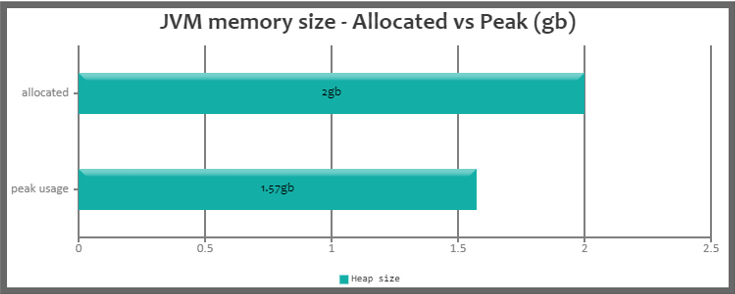 JVM memory size - Allocated vs Peak (gb)
allocated
2gb
peak usage
1.57gb
0 0.5 1 1.5 2 2.5
Heap size